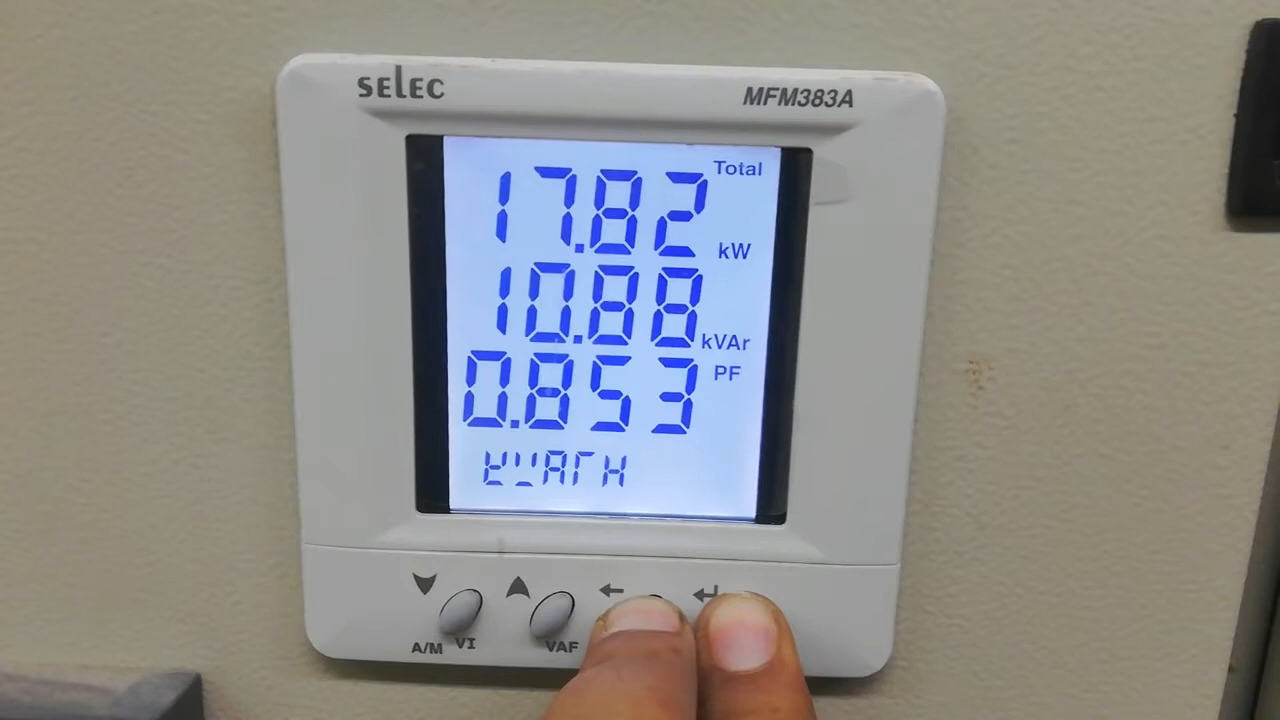 SELEC
MFM383A
Total
17.82
kW
10.88
kVAr
0.853
PF
kVArH
A/M VI
VAF